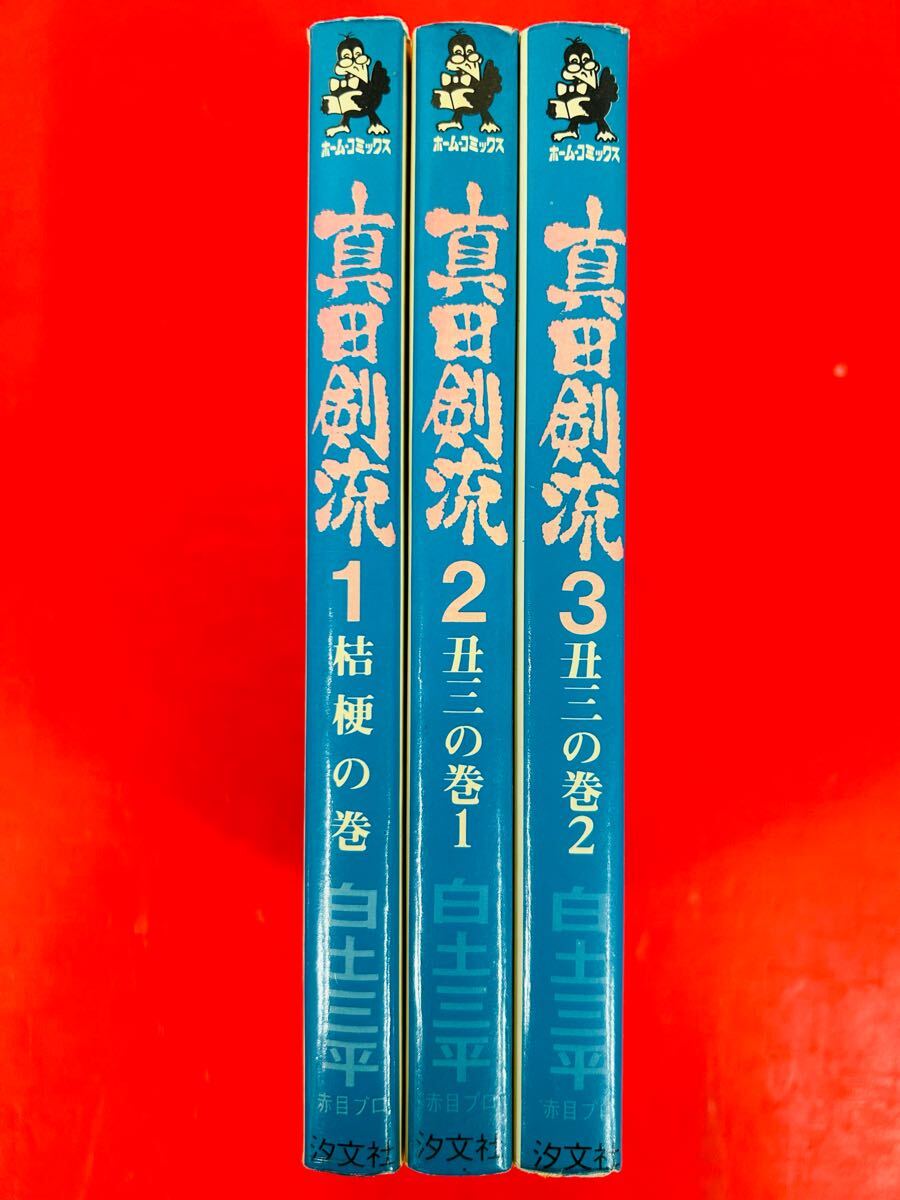 ホーム・コミックス
真田剣流
1
桔梗の巻
白土三平
赤目プロ
汐文社
ホーム・コミックス
真田剣流
2
丑三の巻1
白土三平
赤目プロ
汐文社
ホーム・コミックス
真田剣流
3
丑三の巻2
白土三平
赤目プロ
汐文社